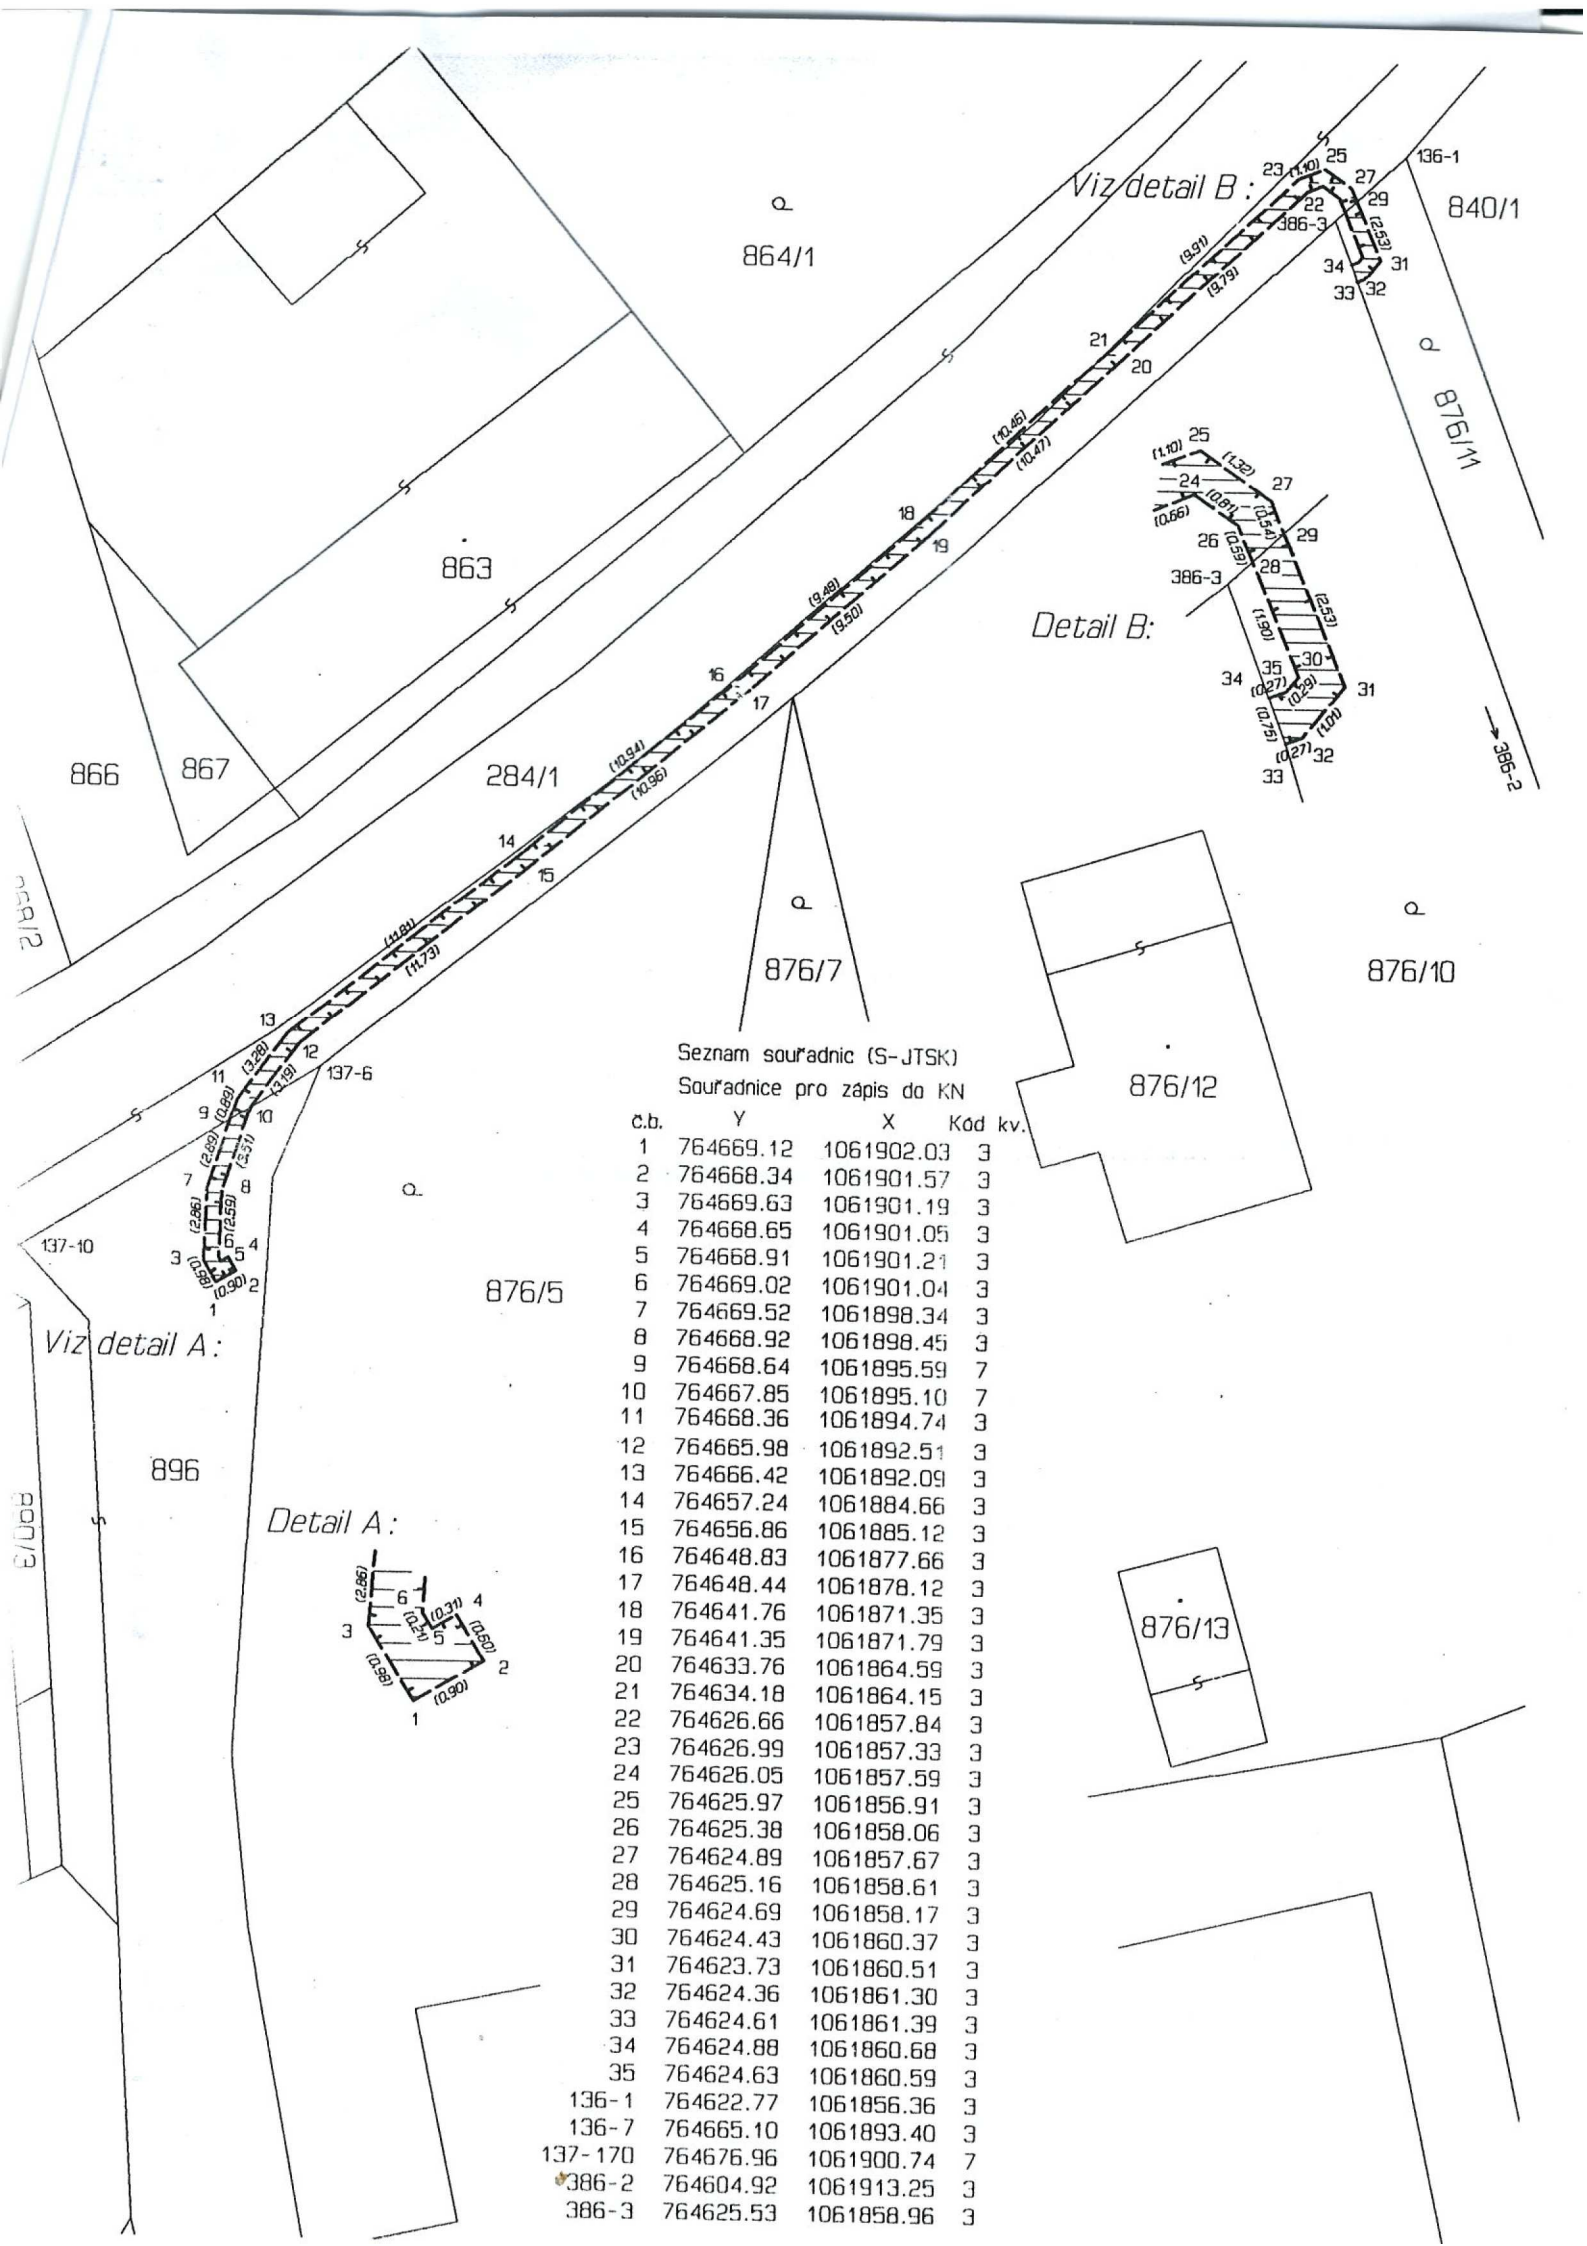 136-1
23 (1.10) 25
27
Viz detail B :
22
29
840/1
386-3
(2.53)
864/1
(9.91)
34
31
(9.79)
33 32
21
20
876/11
(10.46)
(10.47)
(1.10) 25
(1.32)
24
27
(0.81)
(0.66)
(0.54)
18
26
29
19
(0.59)
28
863
386-3
(9.48)
(2.53)
(9.50)
Detail B:
(1.90)
35
30
16
34
(0.27)
(0.29)
31
17
(0.75)
(1.01)
(0.27) 32
33
386-2
(10.94)
866
867
284/1
(10.96)
14
15
876/7
876/10
(11.81)
(11.73)
13
12
(3.28)
11
(3.19)
137-6
(0.89)
9
10
876/12
(2.89)
(3.51)
7
8
(2.86)
(2.59)
137-10
6 4
3
5
(0.98)
(0.90) 2
1
876/5
Viz detail A :
896
890/3
Detail A :
(2.86)
6
(0.31) 4
3
(0.21) 5
(0.60)
(0.98)
2
(0.90)
1
876/13
Seznam souřadnic (S-JTSK)
Souřadnice pro zápis do KN
č.b. Y X Kód kv.
1 764669.12 1061902.03 3
2 764668.34 1061901.57 3
3 764669.63 1061901.19 3
4 764668.65 1061901.05 3
5 764668.91 1061901.21 3
6 764669.02 1061901.04 3
7 764669.52 1061898.34 3
8 764668.92 1061898.45 3
9 764668.64 1061895.59 7
10 764667.85 1061895.10 7
11 764668.36 1061894.74 3
12 764665.98 1061892.51 3
13 764666.42 1061892.09 3
14 764657.24 1061884.66 3
15 764656.86 1061885.12 3
16 764648.83 1061877.66 3
17 764648.44 1061878.12 3
18 764641.76 1061871.35 3
19 764641.35 1061871.79 3
20 764633.76 1061864.59 3
21 764634.18 1061864.15 3
22 764626.66 1061857.84 3
23 764626.99 1061857.33 3
24 764626.05 1061857.59 3
25 764625.97 1061856.91 3
26 764625.38 1061858.06 3
27 764624.89 1061857.67 3
28 764625.16 1061858.61 3
29 764624.69 1061858.17 3
30 764624.43 1061860.37 3
31 764623.73 1061860.51 3
32 764624.36 1061861.30 3
33 764624.61 1061861.39 3
34 764624.88 1061860.68 3
35 764624.63 1061860.59 3
136-1 764622.77 1061856.36 3
136-7 764665.10 1061893.40 3
137-170 764676.96 1061900.74 7
386-2 764604.92 1061913.25 3
386-3 764625.53 1061858.96 3